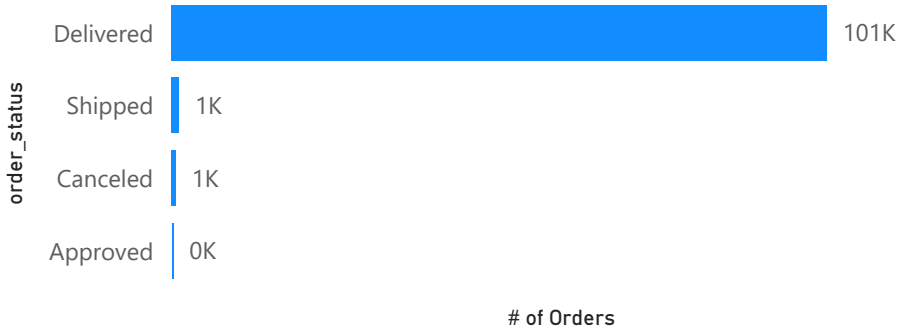 order_status
Delivered 101K
Shipped 1K
Canceled 1K
Approved 0K
# of Orders